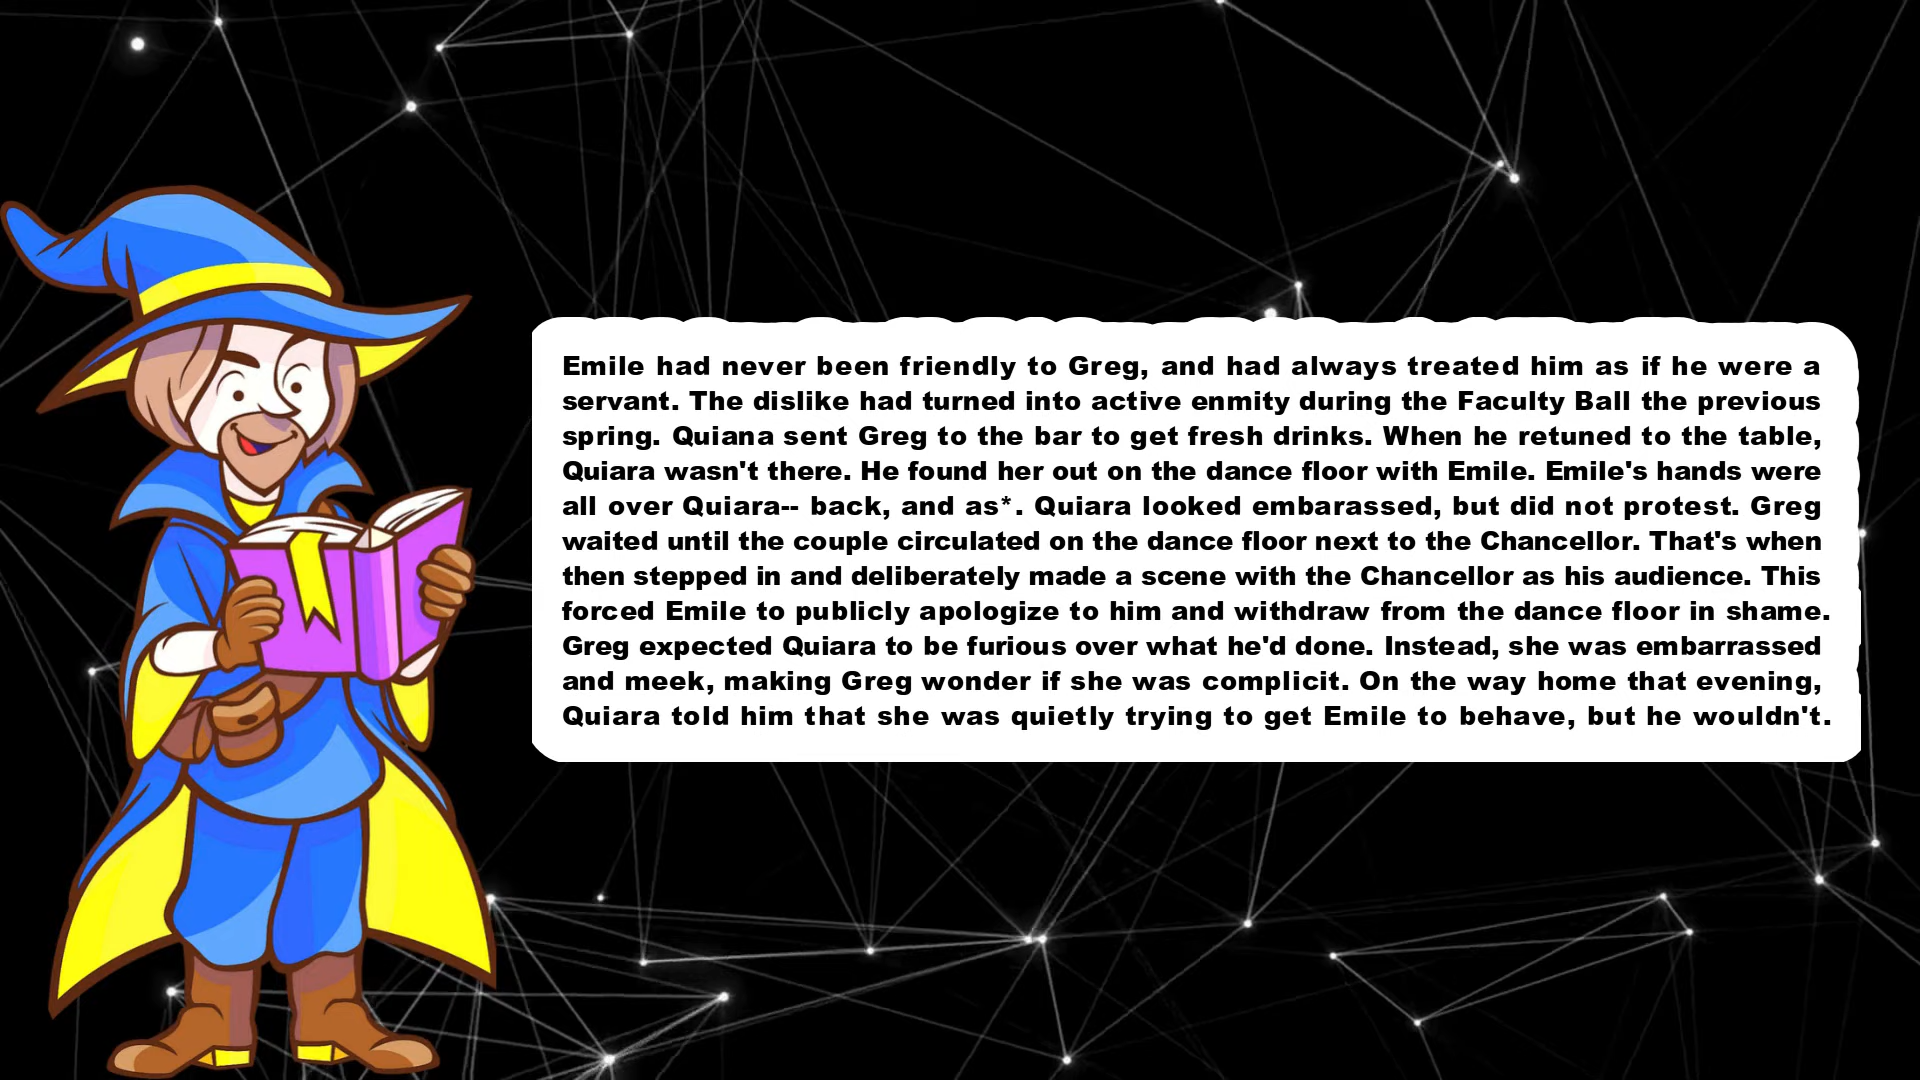 Emile had never been friendly to Greg, and had always treated him as if he were a
servant. The dislike had turned into active enmity during the Faculty Ball the previous
spring. Quiana sent Greg to the bar to get fresh drinks. When he retuned to the table,
Quiara wasn't there. He found her out on the dance floor with Emile. Emile's hands were
all over Quiara-- back, and as*. Quiara looked embarassed, but did not protest. Greg
waited until the couple circulated on the dance floor next to the Chancellor. That's when
then stepped in and deliberately made a scene with the Chancellor as his audience. This
forced Emile to publicly apologize to him and withdraw from the dance floor in shame.
Greg expected Quiara to be furious over what he'd done. Instead, she was embarrassed
and meek, making Greg wonder if she was complicit. On the way home that evening,
Quiara told him that she was quietly trying to get Emile to behave, but he wouldn't.